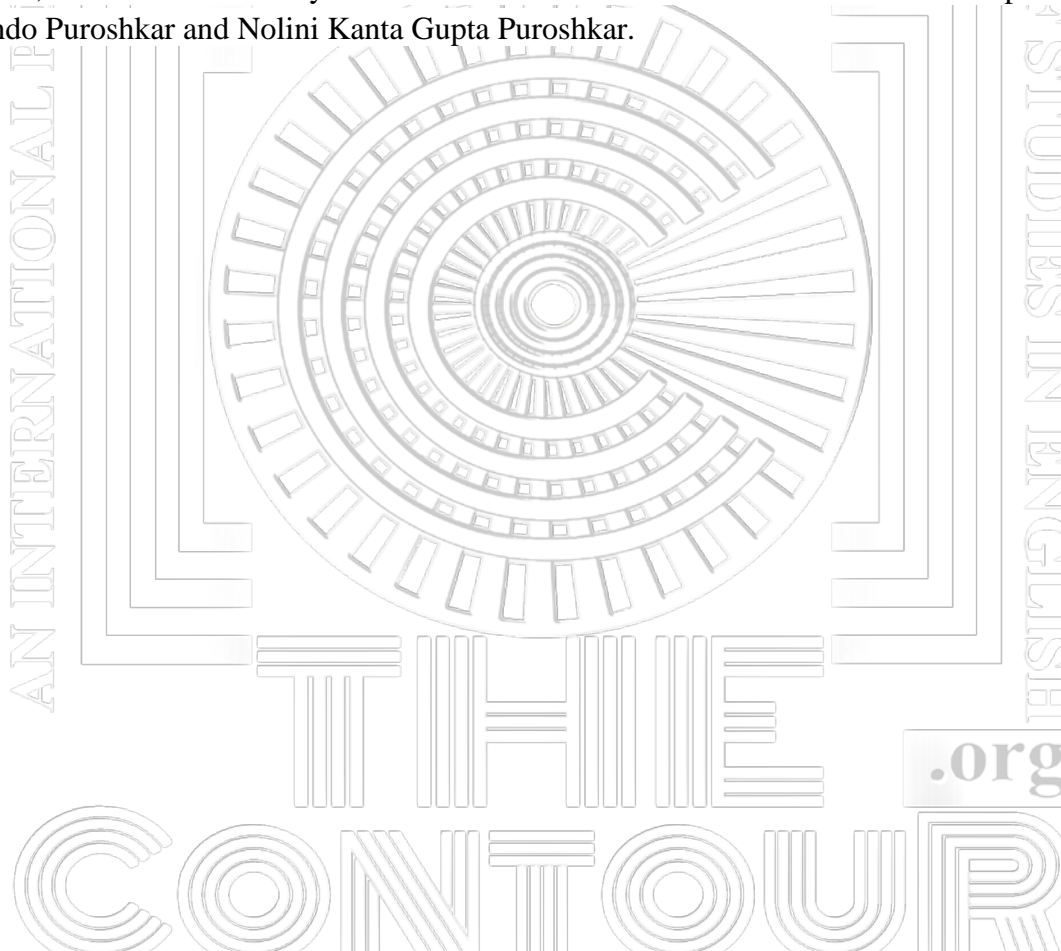 ndo Puroshkar and Nolini Kanta Gupta Puroshkar.
AN INTERNATIONAL
STUDIES IN ENGLISH
THE
.org
CONTOUR